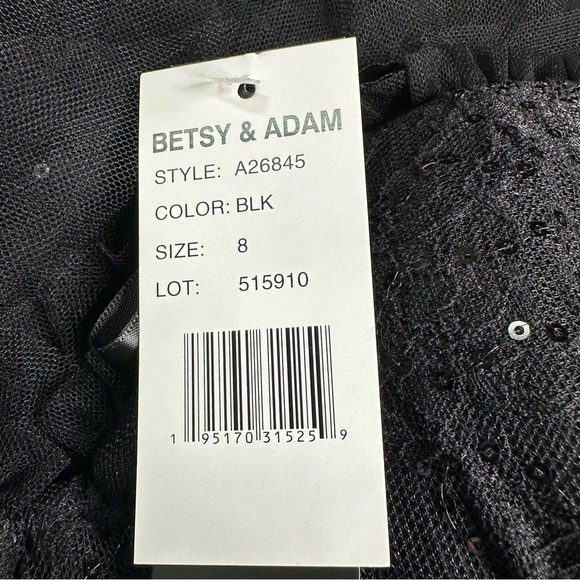 BETSY & ADAM
STYLE: A26845
COLOR: BLK
SIZE: 8
LOT: 515910
1 95170 31525 9